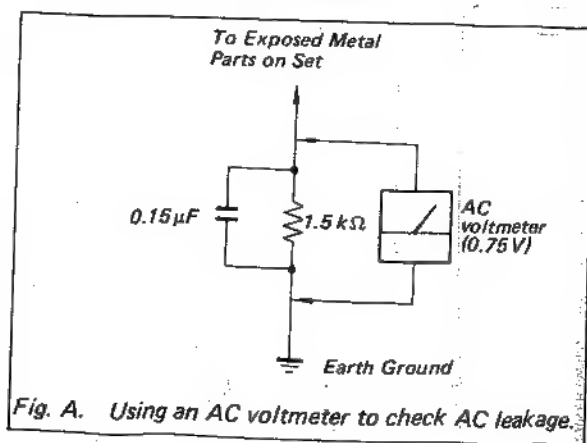 To Exposed Metal
Parts on Set
0.15μF
1.5 kΩ
AC
voltmeter
(0.75V)
Earth Ground
Fig. A. Using an AC voltmeter to check AC leakage.